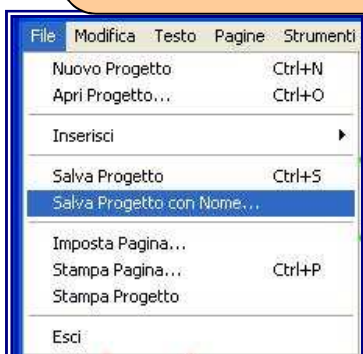 File Modifica Testo Pagine Strumenti
Nuovo Progetto Ctrl+N
Apri Progetto... Ctrl+O
Inserisci
Salva Progetto Ctrl+S
Salva Progetto con Nome...
Imposta Pagina...
Stampa Pagina... Ctrl+P
Stampa Progetto
Esci